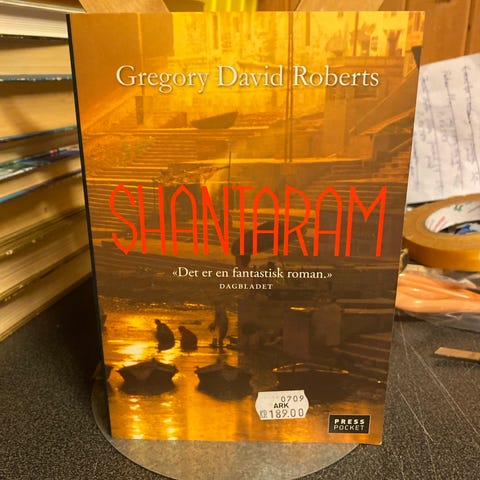 Gregory David Roberts
SHANTARAM
«Det er en fantastisk roman.»
DAGBLADET
0709
ARK
189.00
PRESS
POCKET